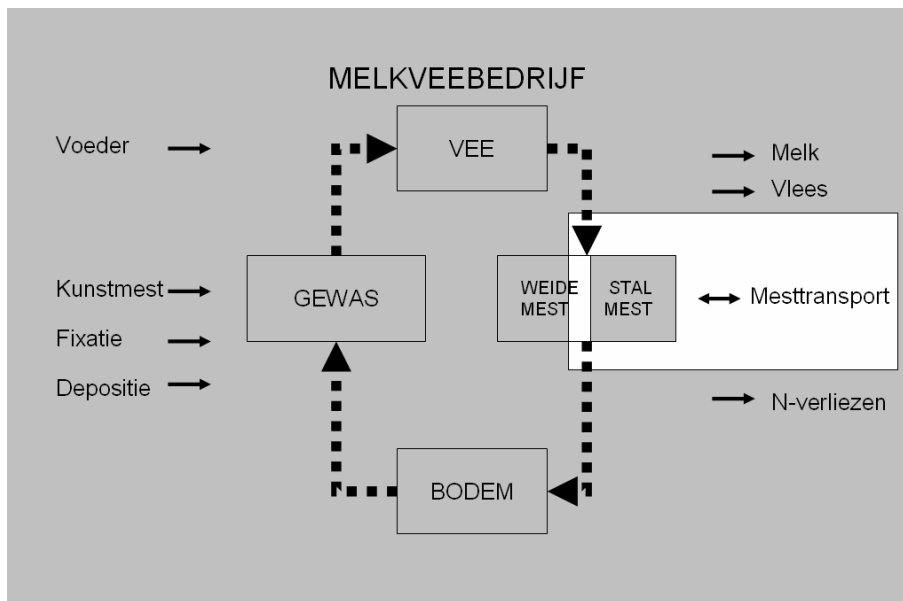 MELKVEEBEDRIJF
Voeder
VEE
Melk
Vlees
Kunstmest
GEWAS
WEIDE
MEST
STAL
MEST
Mesttransport
Fixatie
Depositie
N-verliezen
BODEM